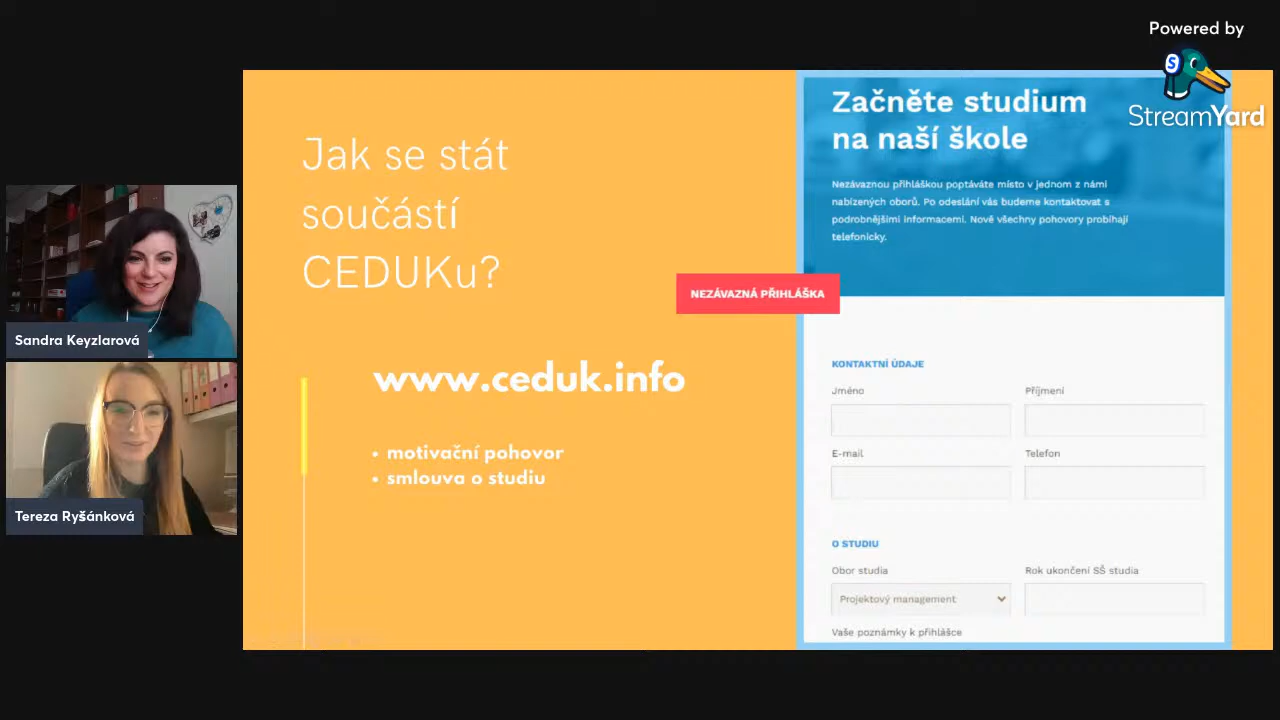 Powered by
StreamYard
Jak se stát
součástí
CEDUKu?
www.ceduk.info
• motivační pohovor
• smlouva o studiu
NEZÁVAZNÁ PŘIHLÁŠKA
Začněte studium
na naší škole
Nezávaznou přihláškou poptáváte místo v jednom z námi
nabízených oborů. Po odeslání vás budeme kontaktovat s
podrobnějšími informacemi. Nově všechny pohovory probíhají
telefonicky.
KONTAKTNÍ ÚDAJE
Jméno Příjmení
E-mail Telefon
O STUDIU
Obor studia Rok ukončení SŠ studia
Projektový management
Vaše poznámky k přihlášce
Sandra Keyzlarová
Tereza Ryšánková